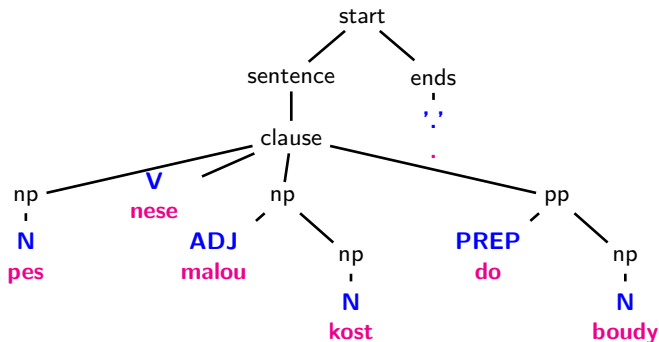 start
sentence ends
'.'
clause .
np V np pp
nese
N ADJ np PREP np
pes malou do
N N
kost boudy